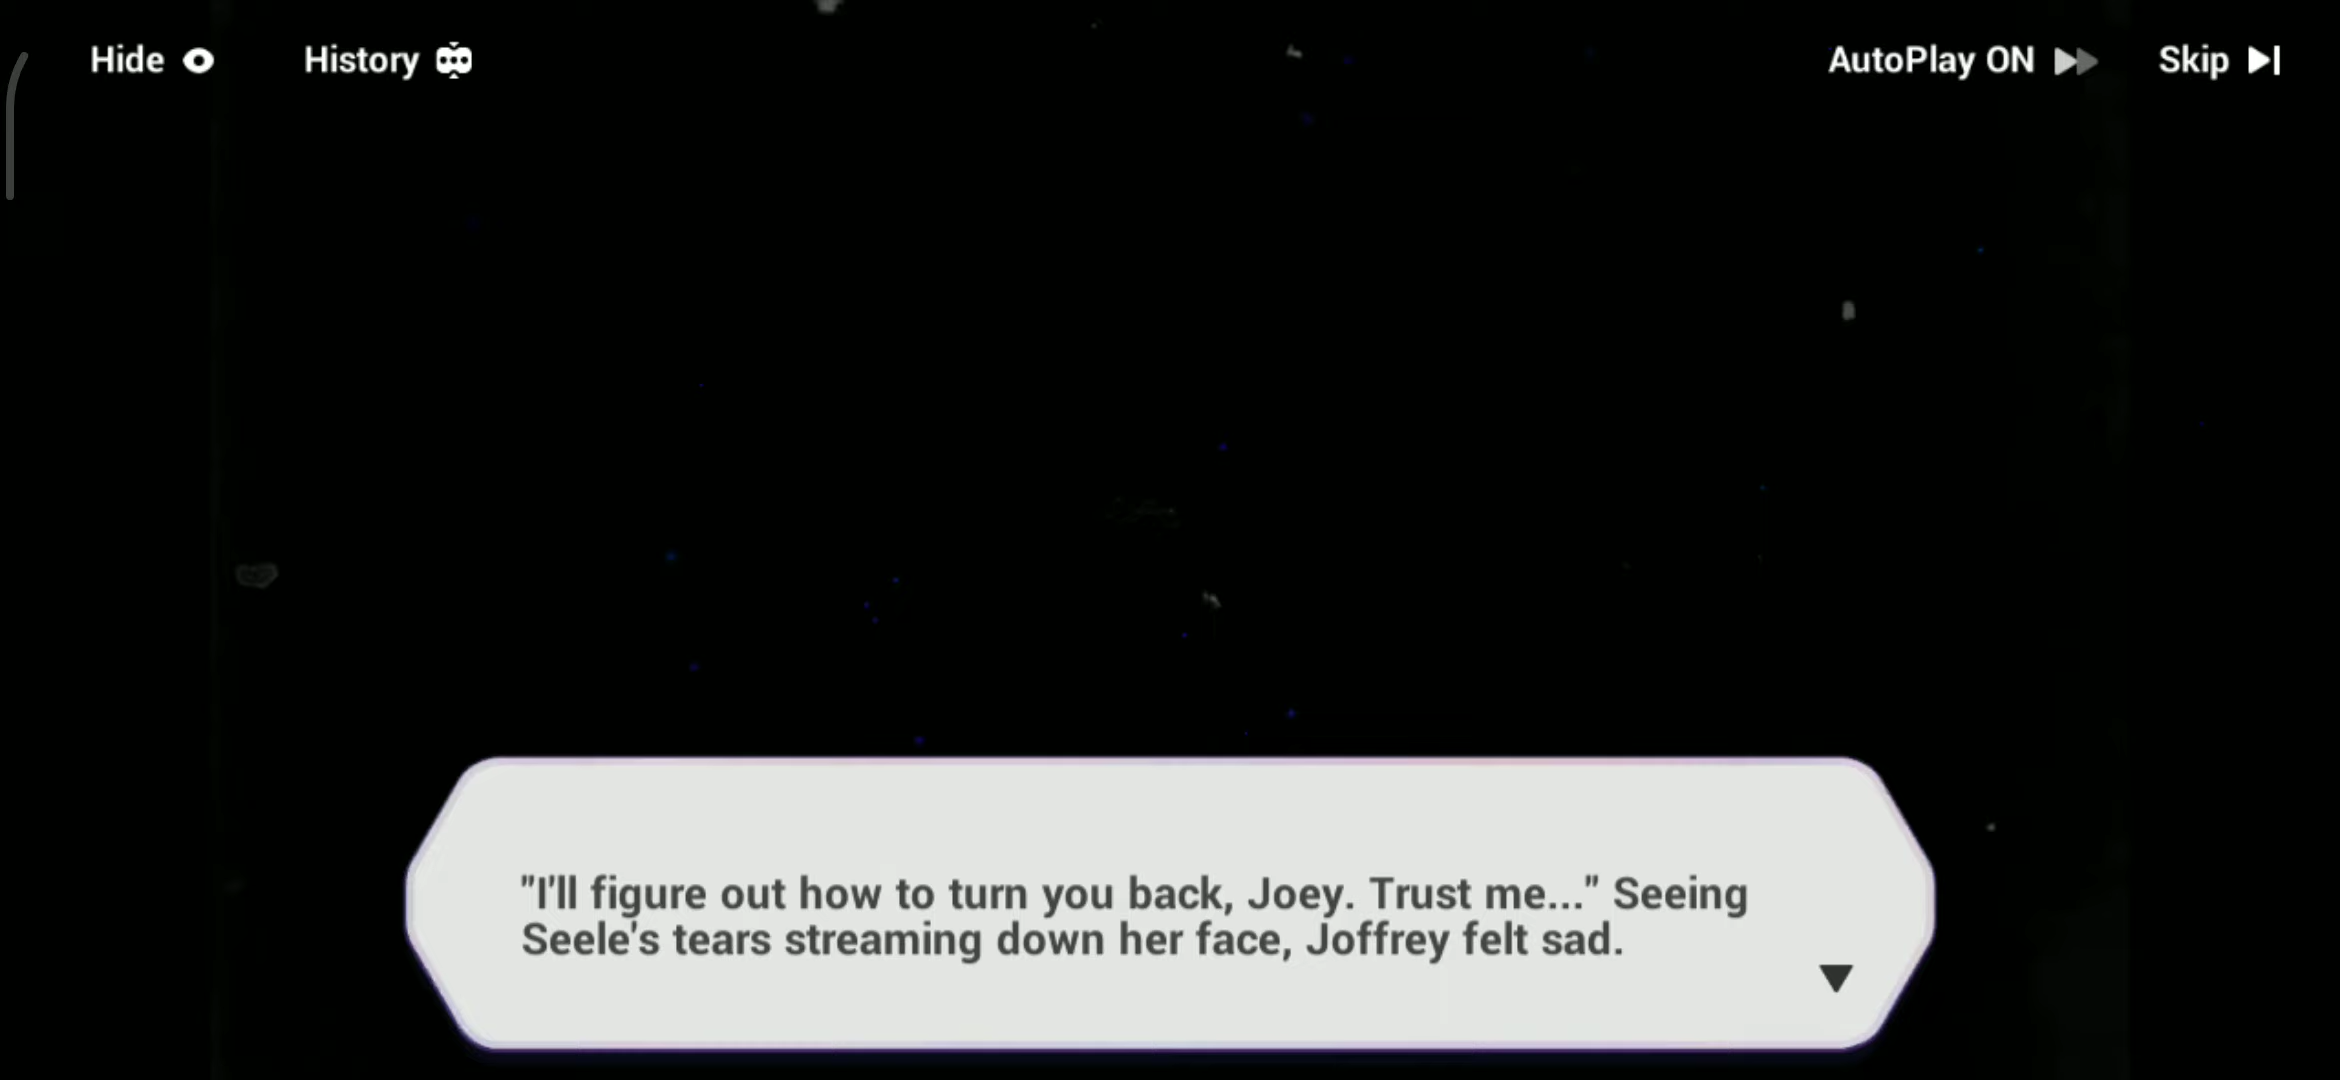 Hide
History
AutoPlay ON
Skip
"I'll figure out how to turn you back, Joey. Trust me..." Seeing
Seele's tears streaming down her face, Joffrey felt sad.